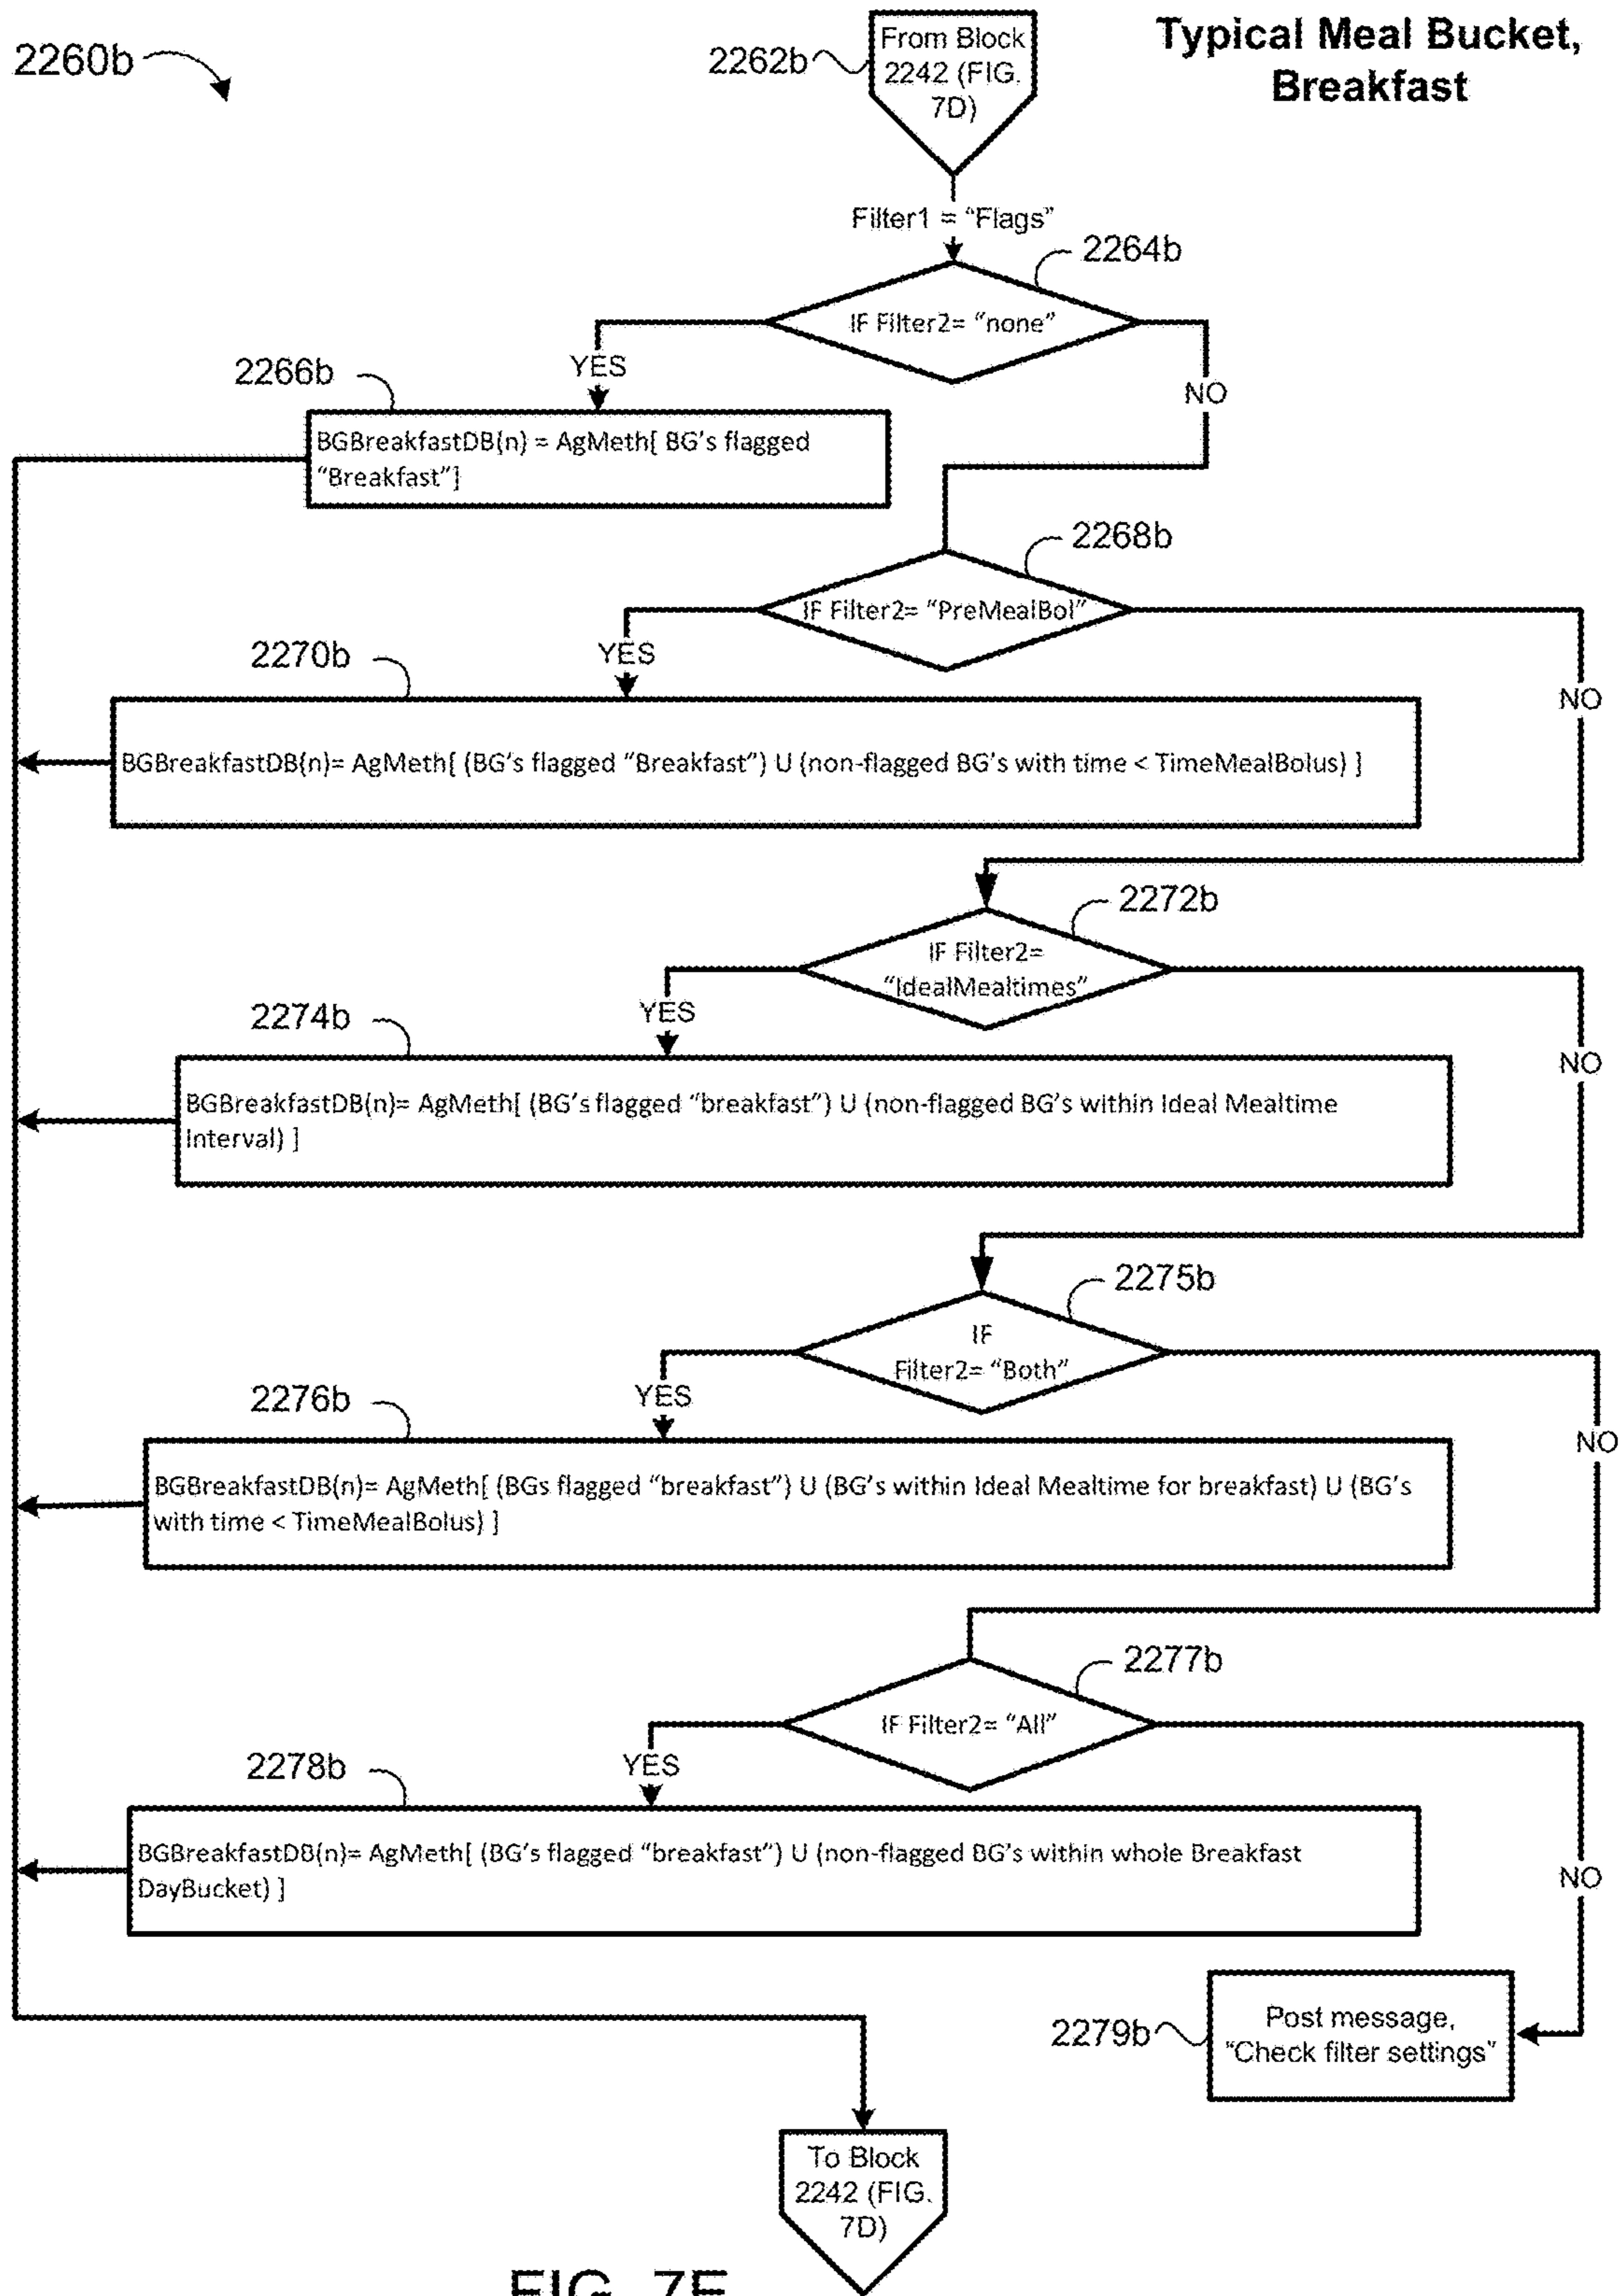 2260b
2262b
From Block
2242 (FIG.
7D)
Typical Meal Bucket,
Breakfast
Filter1 = “Flags”
2264b
IF Filter2= “none”
YES
NO
2266b
BGBreakfastDB(n) = AgMeth[ BG’s flagged
“Breakfast”]
2268b
IF Filter2= “PreMealBol”
YES
NO
2270b
BGBreakfastDB(n)= AgMeth[ (BG’s flagged “Breakfast”) U (non-flagged BG’s with time < TimeMealBolus) ]
2272b
IF Filter2=
“IdealMealtimes”
YES
NO
2274b
BGBreakfastDB(n)= AgMeth[ (BG’s flagged “breakfast”) U (non-flagged BG’s within Ideal Mealtime
Interval) ]
2275b
IF
Filter2= “Both”
YES
NO
2276b
BGBreakfastDB(n)= AgMeth[ (BGs flagged “breakfast”) U (BG’s within Ideal Mealtime for breakfast) U (BG’s
with time < TimeMealBolus) ]
2277b
IF Filter2= “All”
YES
NO
2278b
BGBreakfastDB(n)= AgMeth[ (BG’s flagged “breakfast”) U (non-flagged BG’s within whole Breakfast
DayBucket) ]
2279b
Post message,
“Check filter settings”
To Block
2242 (FIG.
7D)
FIG.